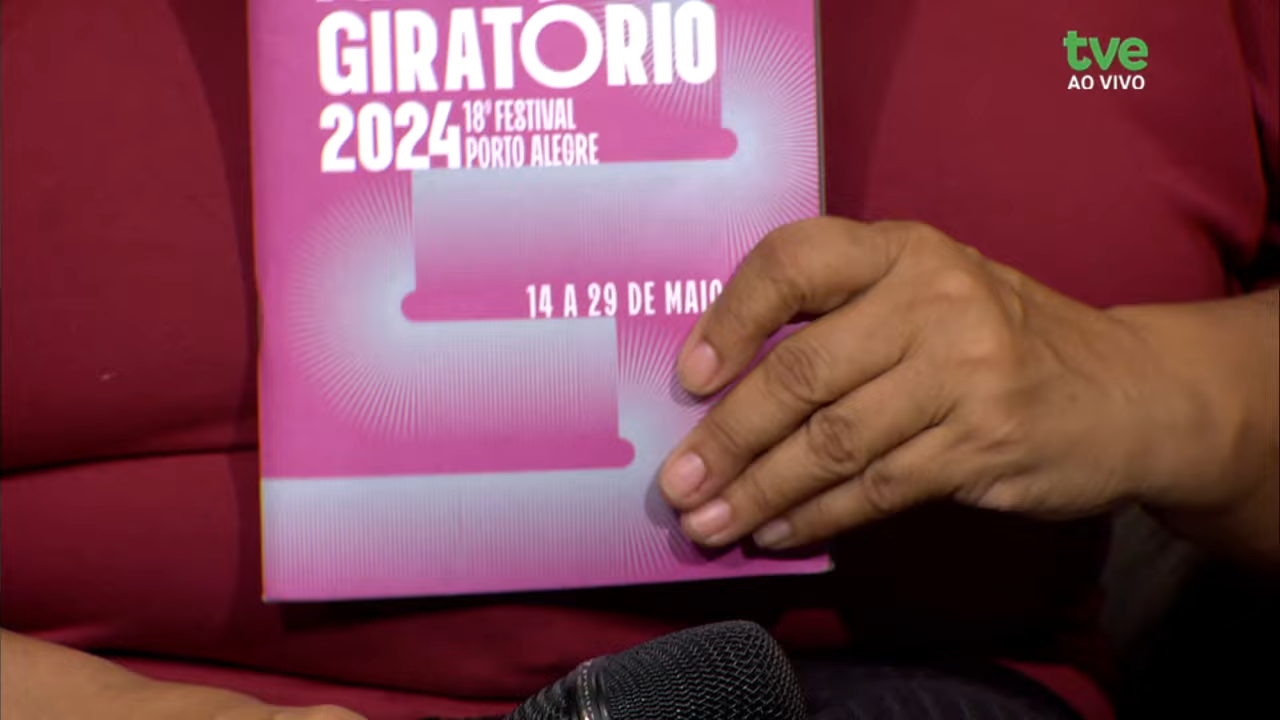 GIRATÓRIO
2024 18º FESTIVAL
PORTO ALEGRE
14 A 29 DE MAIO
tve
AO VIVO